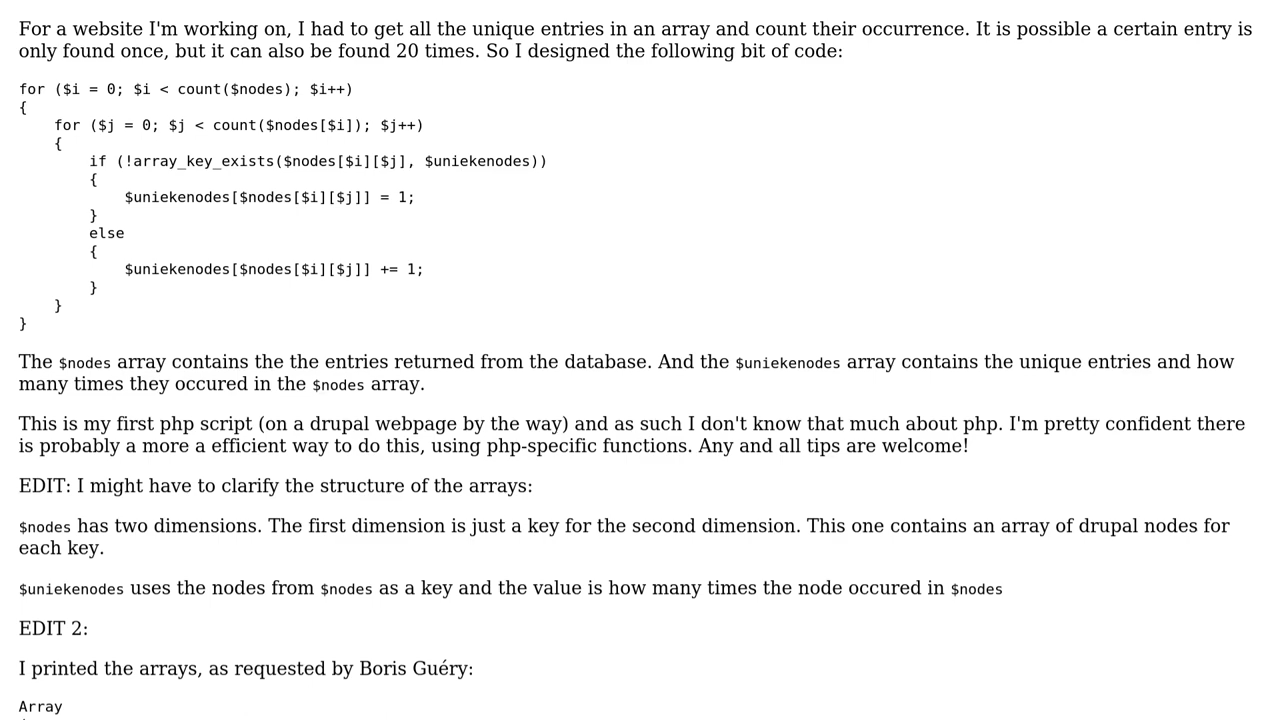 For a website I'm working on, I had to get all the unique entries in an array and count their occurrence. It is possible a certain entry is
only found once, but it can also be found 20 times. So I designed the following bit of code:
for ($i = 0; $i < count($nodes); $i++)
{
    for ($j = 0; $j < count($nodes[$i]); $j++)
    {
        if (!array_key_exists($nodes[$i][$j], $uniekenodes))
        {
            $uniekenodes[$nodes[$i][$j]] = 1;
        }
        else
        {
            $uniekenodes[$nodes[$i][$j]] += 1;
        }
    }
}
The $nodes array contains the the entries returned from the database. And the $uniekenodes array contains the unique entries and how
many times they occured in the $nodes array.
This is my first php script (on a drupal webpage by the way) and as such I don't know that much about php. I'm pretty confident there
is probably a more a efficient way to do this, using php-specific functions. Any and all tips are welcome!
EDIT: I might have to clarify the structure of the arrays:
$nodes has two dimensions. The first dimension is just a key for the second dimension. This one contains an array of drupal nodes for
each key.
$uniekenodes uses the nodes from $nodes as a key and the value is how many times the node occured in $nodes
EDIT 2:
I printed the arrays, as requested by Boris Guéry:
Array